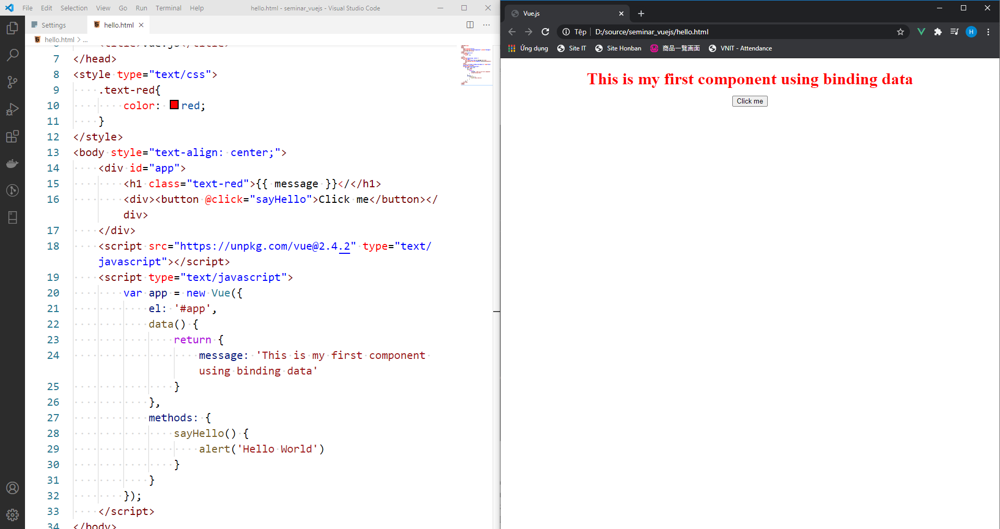 File Edit Selection View Go Run Terminal Help hello.html - seminar_vuejs - Visual Studio Code
Settings hello.html
hello.html > ...
6 <title>Vue.js</title>
7 </head>
8 <style type="text/css">
9 .text-red{
10 color: red;
11 }
12 </style>
13 <body style="text-align: center;">
14 <div id="app">
15 <h1 class="text-red">{{ message }}</</h1>
16 <div><button @click="sayHello">Click me</button></
div>
17 </div>
18 <script src="https://unpkg.com/vue@2.4.2" type="text/
javascript"></script>
19 <script type="text/javascript">
20 var app = new Vue({
21 el: '#app',
22 data() {
23 return {
24 message: 'This is my first component
using binding data'
25 }
26 },
27 methods: {
28 sayHello() {
29 alert('Hello World')
30 }
31 }
32 });
33 </script>
34 </body>
Vue.js
Tệp D:/source/seminar_vuejs/hello.html H
Ứng dụng Site IT Site Honban 商品一覧画面 VNIT - Attendance
This is my first component using binding data
Click me